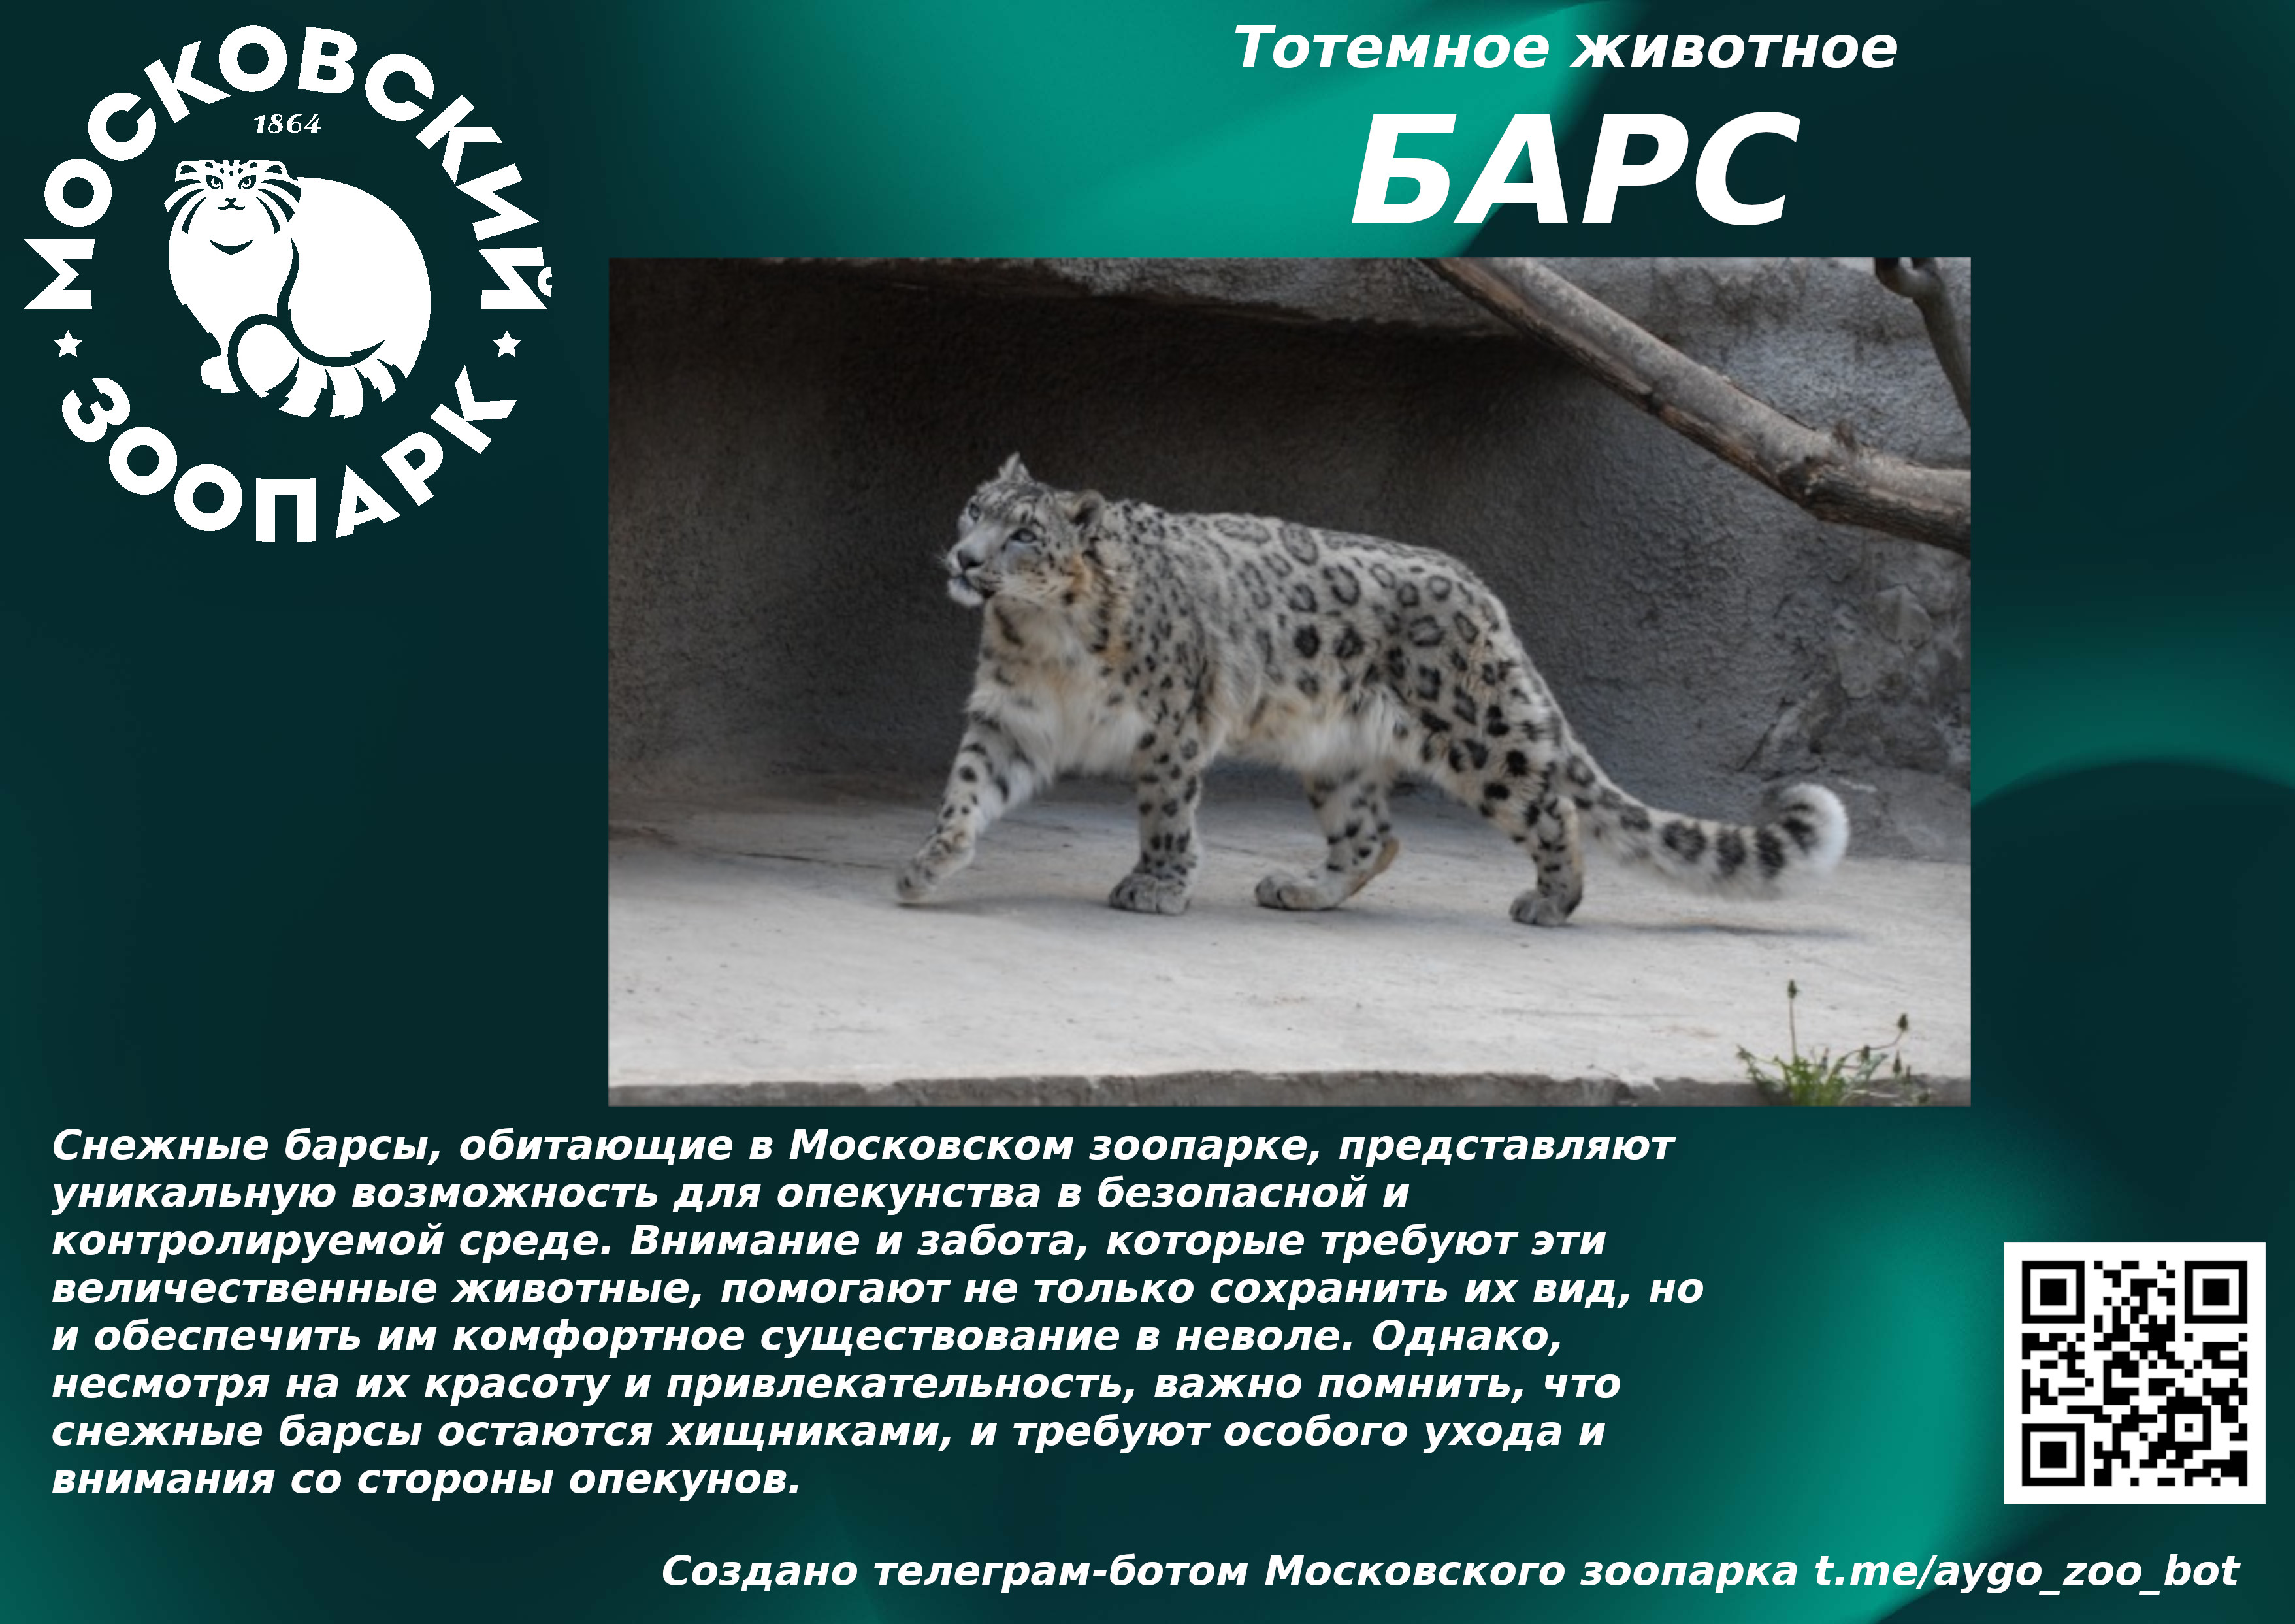 МОСКОВСКИЙ
1864
ЗООПАРК
Тотемное животное
БАРС
Снежные барсы, обитающие в Московском зоопарке, представляют
уникальную возможность для опекунства в безопасной и
контролируемой среде. Внимание и забота, которые требуют эти
величественные животные, помогают не только сохранить их вид, но
и обеспечить им комфортное существование в неволе. Однако,
несмотря на их красоту и привлекательность, важно помнить, что
снежные барсы остаются хищниками, и требуют особого ухода и
внимания со стороны опекунов.
Создано телеграм-ботом Московского зоопарка t.me/aygo_zoo_bot